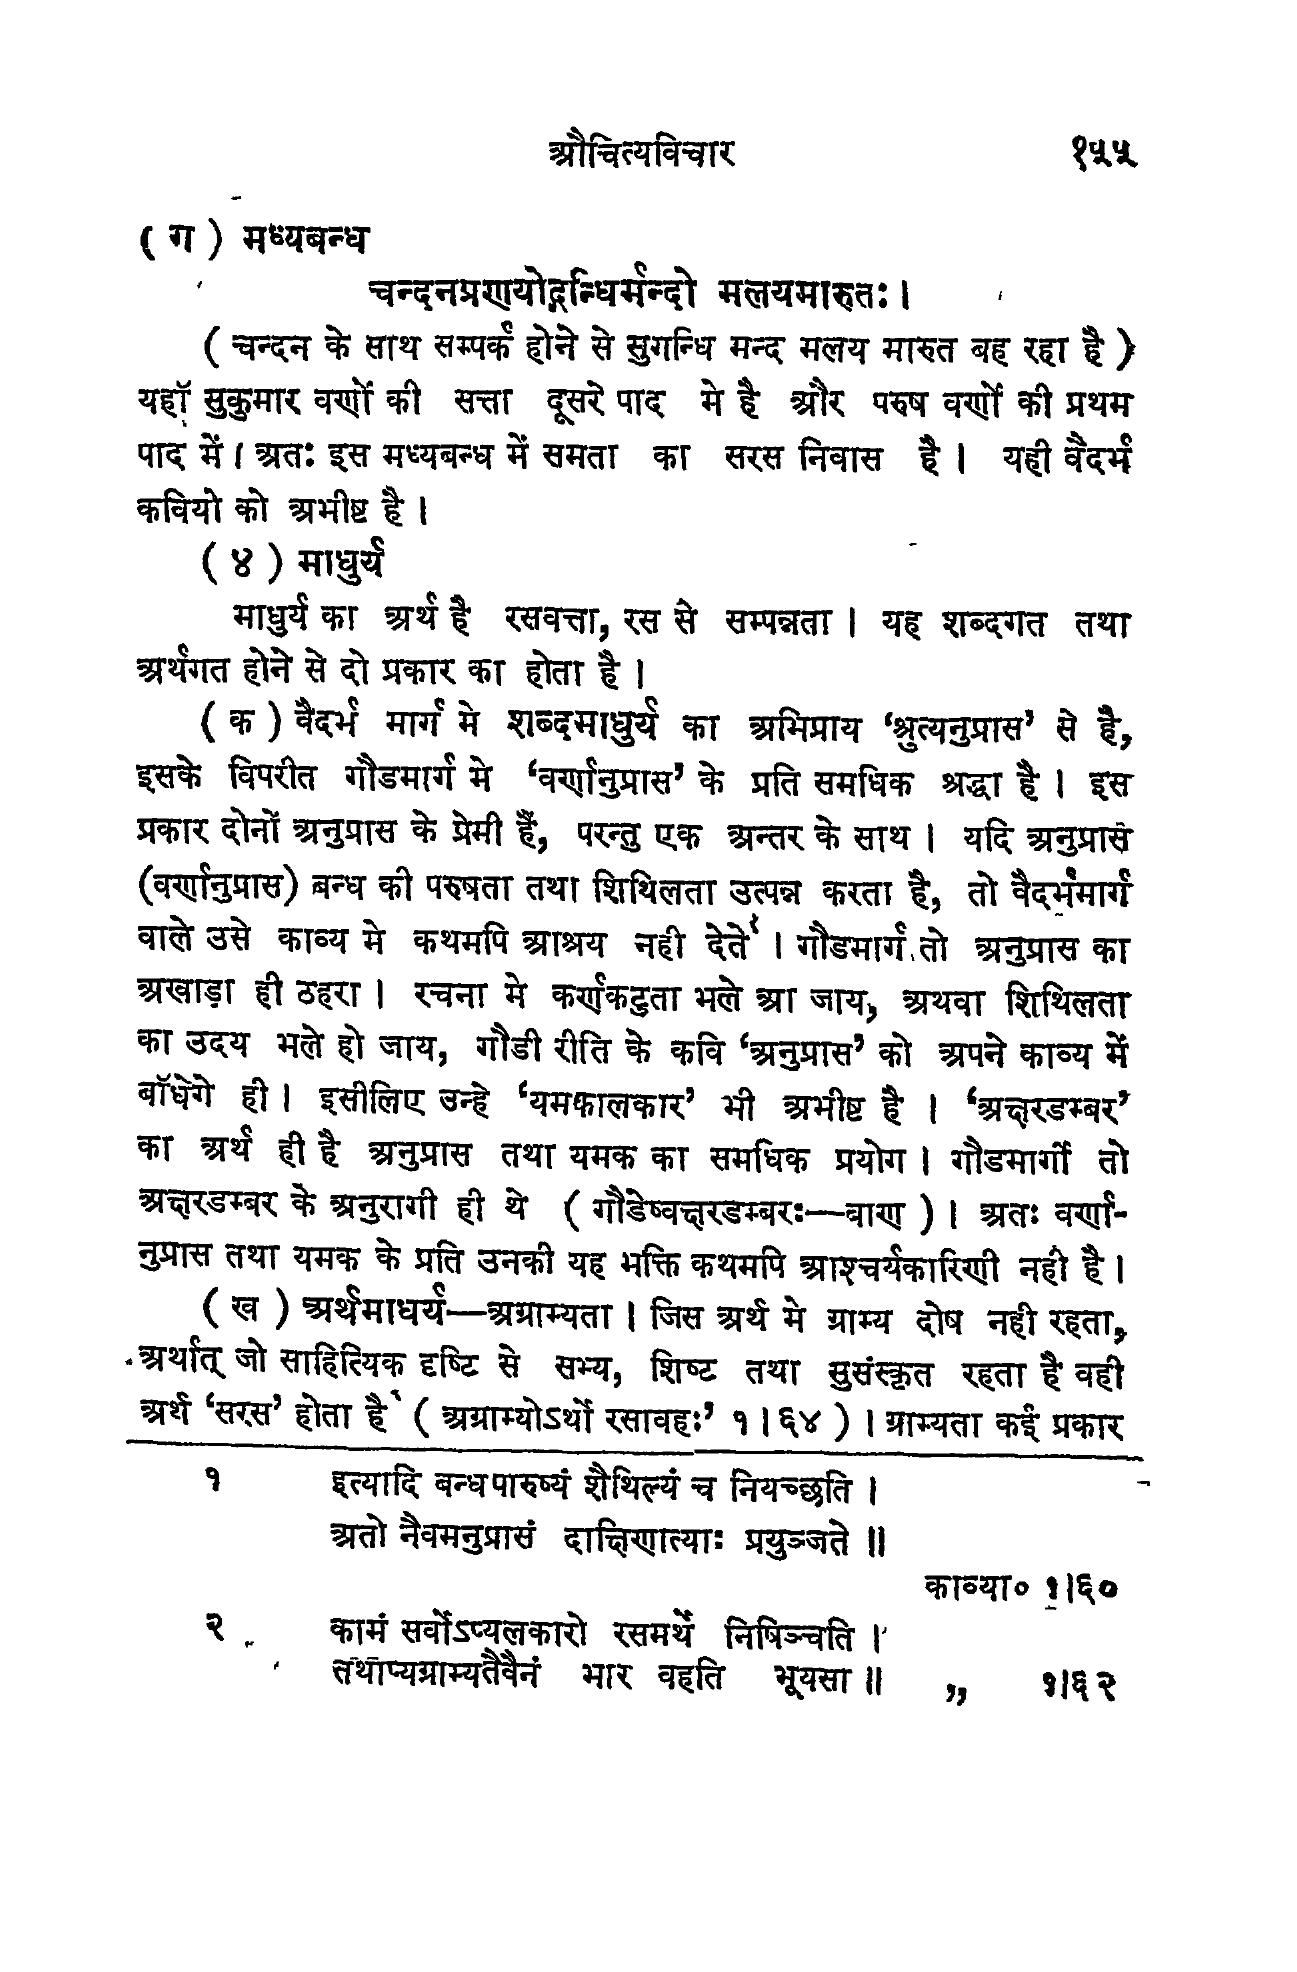 औचित्यविचार १५५
( ग ) मध्यबन्ध
चन्दनप्रणयोद्गन्धिर्मन्दो मलयमारुतः।
( चन्दन के साथ सम्पर्क होने से सुगन्धि मन्द मलय मारुत बह रहा है )
यहाँ सुकुमार वर्णों की सत्ता दूसरे पाद मे है और परुष वर्णों की प्रथम
पाद में। अतः इस मध्यबन्ध में समता का सरस निवास है। यही वैदर्भ
कवियो को अभीष्ट है।
( ४ ) माधुर्य
माधुर्य का अर्थ है रसवत्ता, रस से सम्पन्नता। यह शब्दगत तथा
अर्थगत होने से दो प्रकार का होता है।
( क ) वैदर्भ मार्ग मे शब्दमाधुर्य का अभिप्राय ‘श्रुत्यनुप्रास’ से है,
इसके विपरीत गौडमार्ग मे ‘वर्णानुप्रास’ के प्रति समधिक श्रद्धा है। इस
प्रकार दोनों अनुप्रास के प्रेमी हैं, परन्तु एक अन्तर के साथ। यदि अनुप्रास
(वर्णानुप्रास) बन्ध की परुषता तथा शिथिलता उत्पन्न करता है, तो वैदर्भमार्ग
वाले उसे काव्य मे कथमपि आश्रय नही देते१। गौडमार्ग तो अनुप्रास का
अखाड़ा ही ठहरा। रचना मे कर्णकटुता भले आ जाय, अथवा शिथिलता
का उदय भले हो जाय, गौडी रीति के कवि ‘अनुप्रास’ को अपने काव्य में
बाँधेगे ही। इसीलिए उन्हे ‘यमकालकार’ भी अभीष्ट है। ‘अक्षरडम्बर’
का अर्थ ही है अनुप्रास तथा यमक का समधिक प्रयोग। गौडमार्गी तो
अक्षरडम्बर के अनुरागी ही थे ( गौडेष्वक्षरडम्बरः—बाण )। अतः वर्णा-
नुप्रास तथा यमक के प्रति उनकी यह भक्ति कथमपि आश्चर्यकारिणी नही है।
( ख ) अर्थमाधर्य—अग्राम्यता। जिस अर्थ मे ग्राम्य दोष नही रहता,
अर्थात् जो साहित्यिक दृष्टि से सभ्य, शिष्ट तथा सुसंस्कृत रहता है वही
अर्थ ‘सरस’ होता है ( अग्राम्योऽर्थो रसावहः’ १।६४ )। ग्राम्यता कई प्रकार
१ इत्यादि बन्धपारुष्यं शैथिल्यं च नियच्छति।
अतो नैवमनुप्रासं दाक्षिणात्याः प्रयुञ्जते॥
काव्या० १।६०
२ कामं सर्वोऽप्यलकारो रसमर्थे निषिञ्चति।
तथाप्यग्राम्यतैवैनं भार वहति भूयसा॥ ,, १।६२